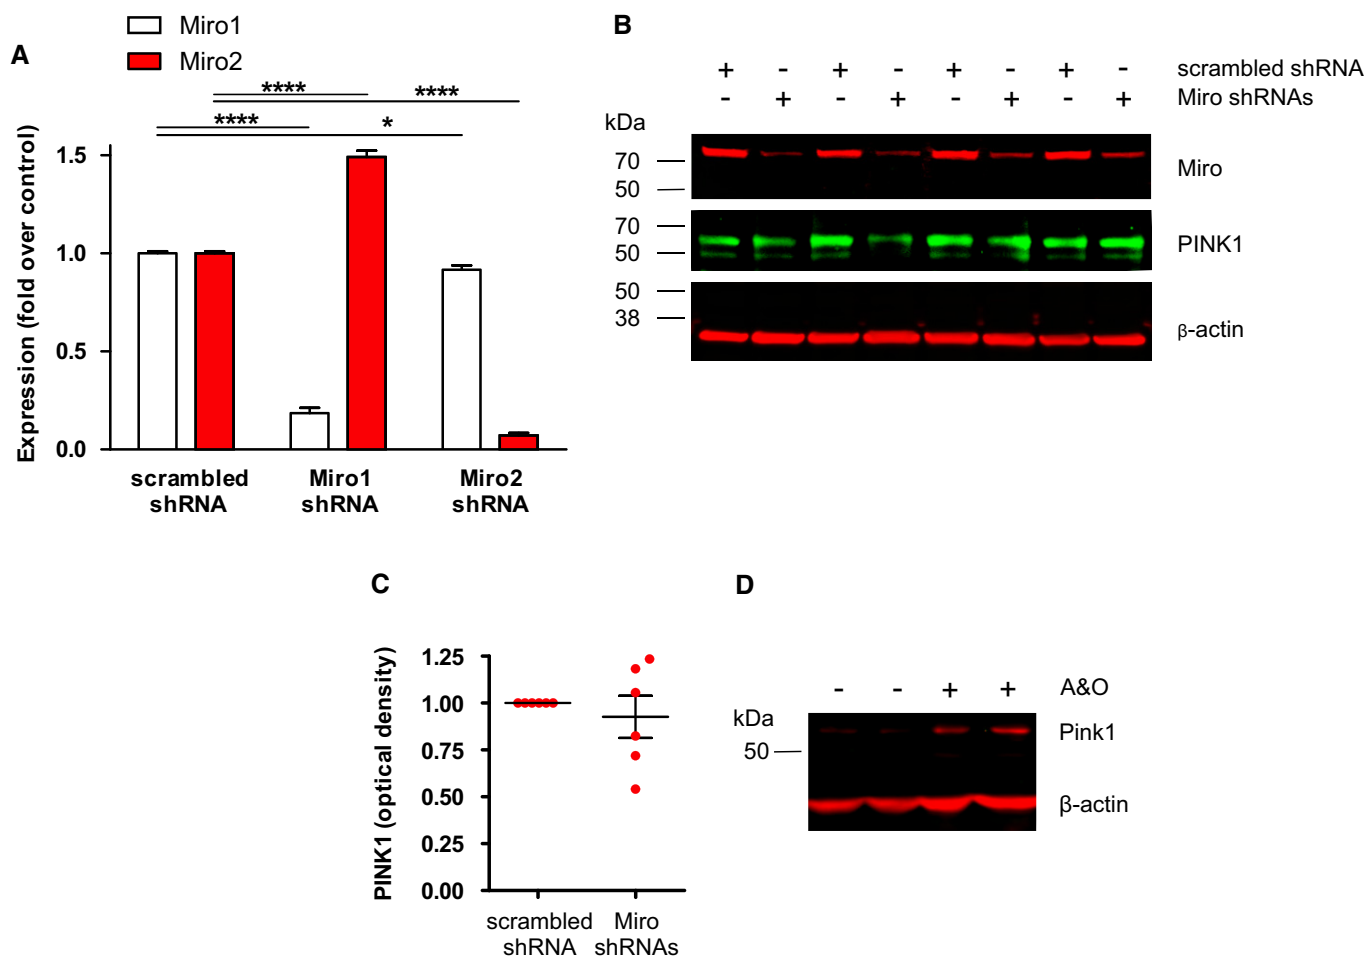 A
Miro1
Miro2
****
****
****
*
Expression (fold over control)
1.5
1.0
0.5
0.0
scrambled shRNA
Miro1 shRNA
Miro2 shRNA
B
+ - + - + - + - scrambled shRNA
- + - + - + - + Miro shRNAs
kDa
70
50
Miro
70
50
PINK1
50
38
β-actin
C
PINK1 (optical density)
1.25
1.00
0.75
0.50
0.25
0.00
scrambled shRNA
Miro shRNAs
D
- - + + A&O
kDa
50
Pink1
β-actin